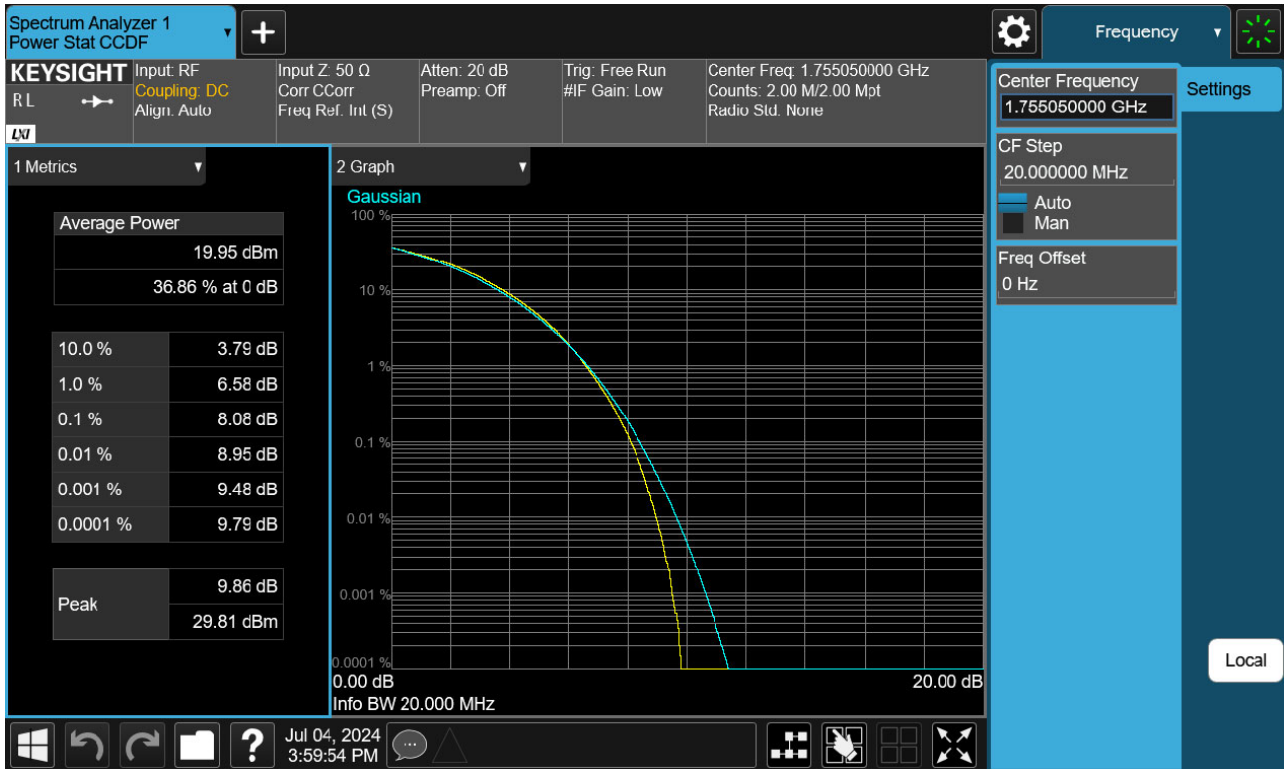 Spectrum Analyzer 1
Power Stat CCDF
+
Frequency
KEYSIGHT
R L
LXI
Input: RF
Coupling: DC
Align: Auto
Input Z: 50 Ω
Corr CCorr
Freq Ref: Int (S)
Atten: 20 dB
Preamp: Off
Trig: Free Run
#IF Gain: Low
Center Freq: 1.755050000 GHz
Counts: 2.00 M/2.00 Mpt
Radio Std: None
1 Metrics
Average Power
19.95 dBm
36.86 % at 0 dB
10.0 % 3.79 dB
1.0 % 6.58 dB
0.1 % 8.08 dB
0.01 % 8.95 dB
0.001 % 9.48 dB
0.0001 % 9.79 dB
Peak
9.86 dB
29.81 dBm
2 Graph
Gaussian
100 %
10 %
1 %
0.1 %
0.01 %
0.001 %
0.0001 %
0.00 dB 20.00 dB
Info BW 20.000 MHz
Center Frequency
1.755050000 GHz
Settings
CF Step
20.000000 MHz
Auto
Man
Freq Offset
0 Hz
Local
?
Jul 04, 2024
3:59:54 PM